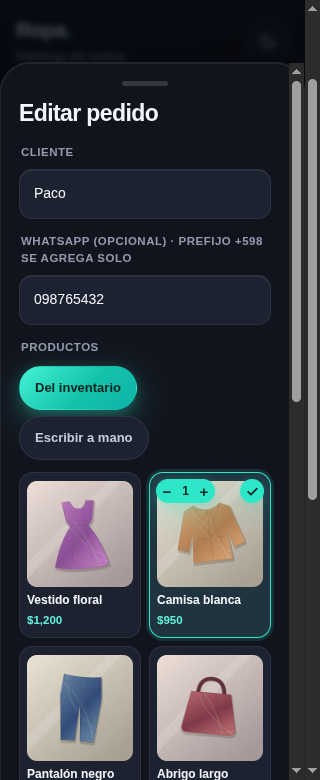 Ropa.
Editar pedido
CLIENTE
Paco
WHATSAPP (OPCIONAL) · PREFIJO +598
SE AGREGA SOLO
098765432
PRODUCTOS
Del inventario
Escribir a mano
− 1 +
Vestido floral
$1,200
Camisa blanca
$950
Pantalón negro
Abrigo largo